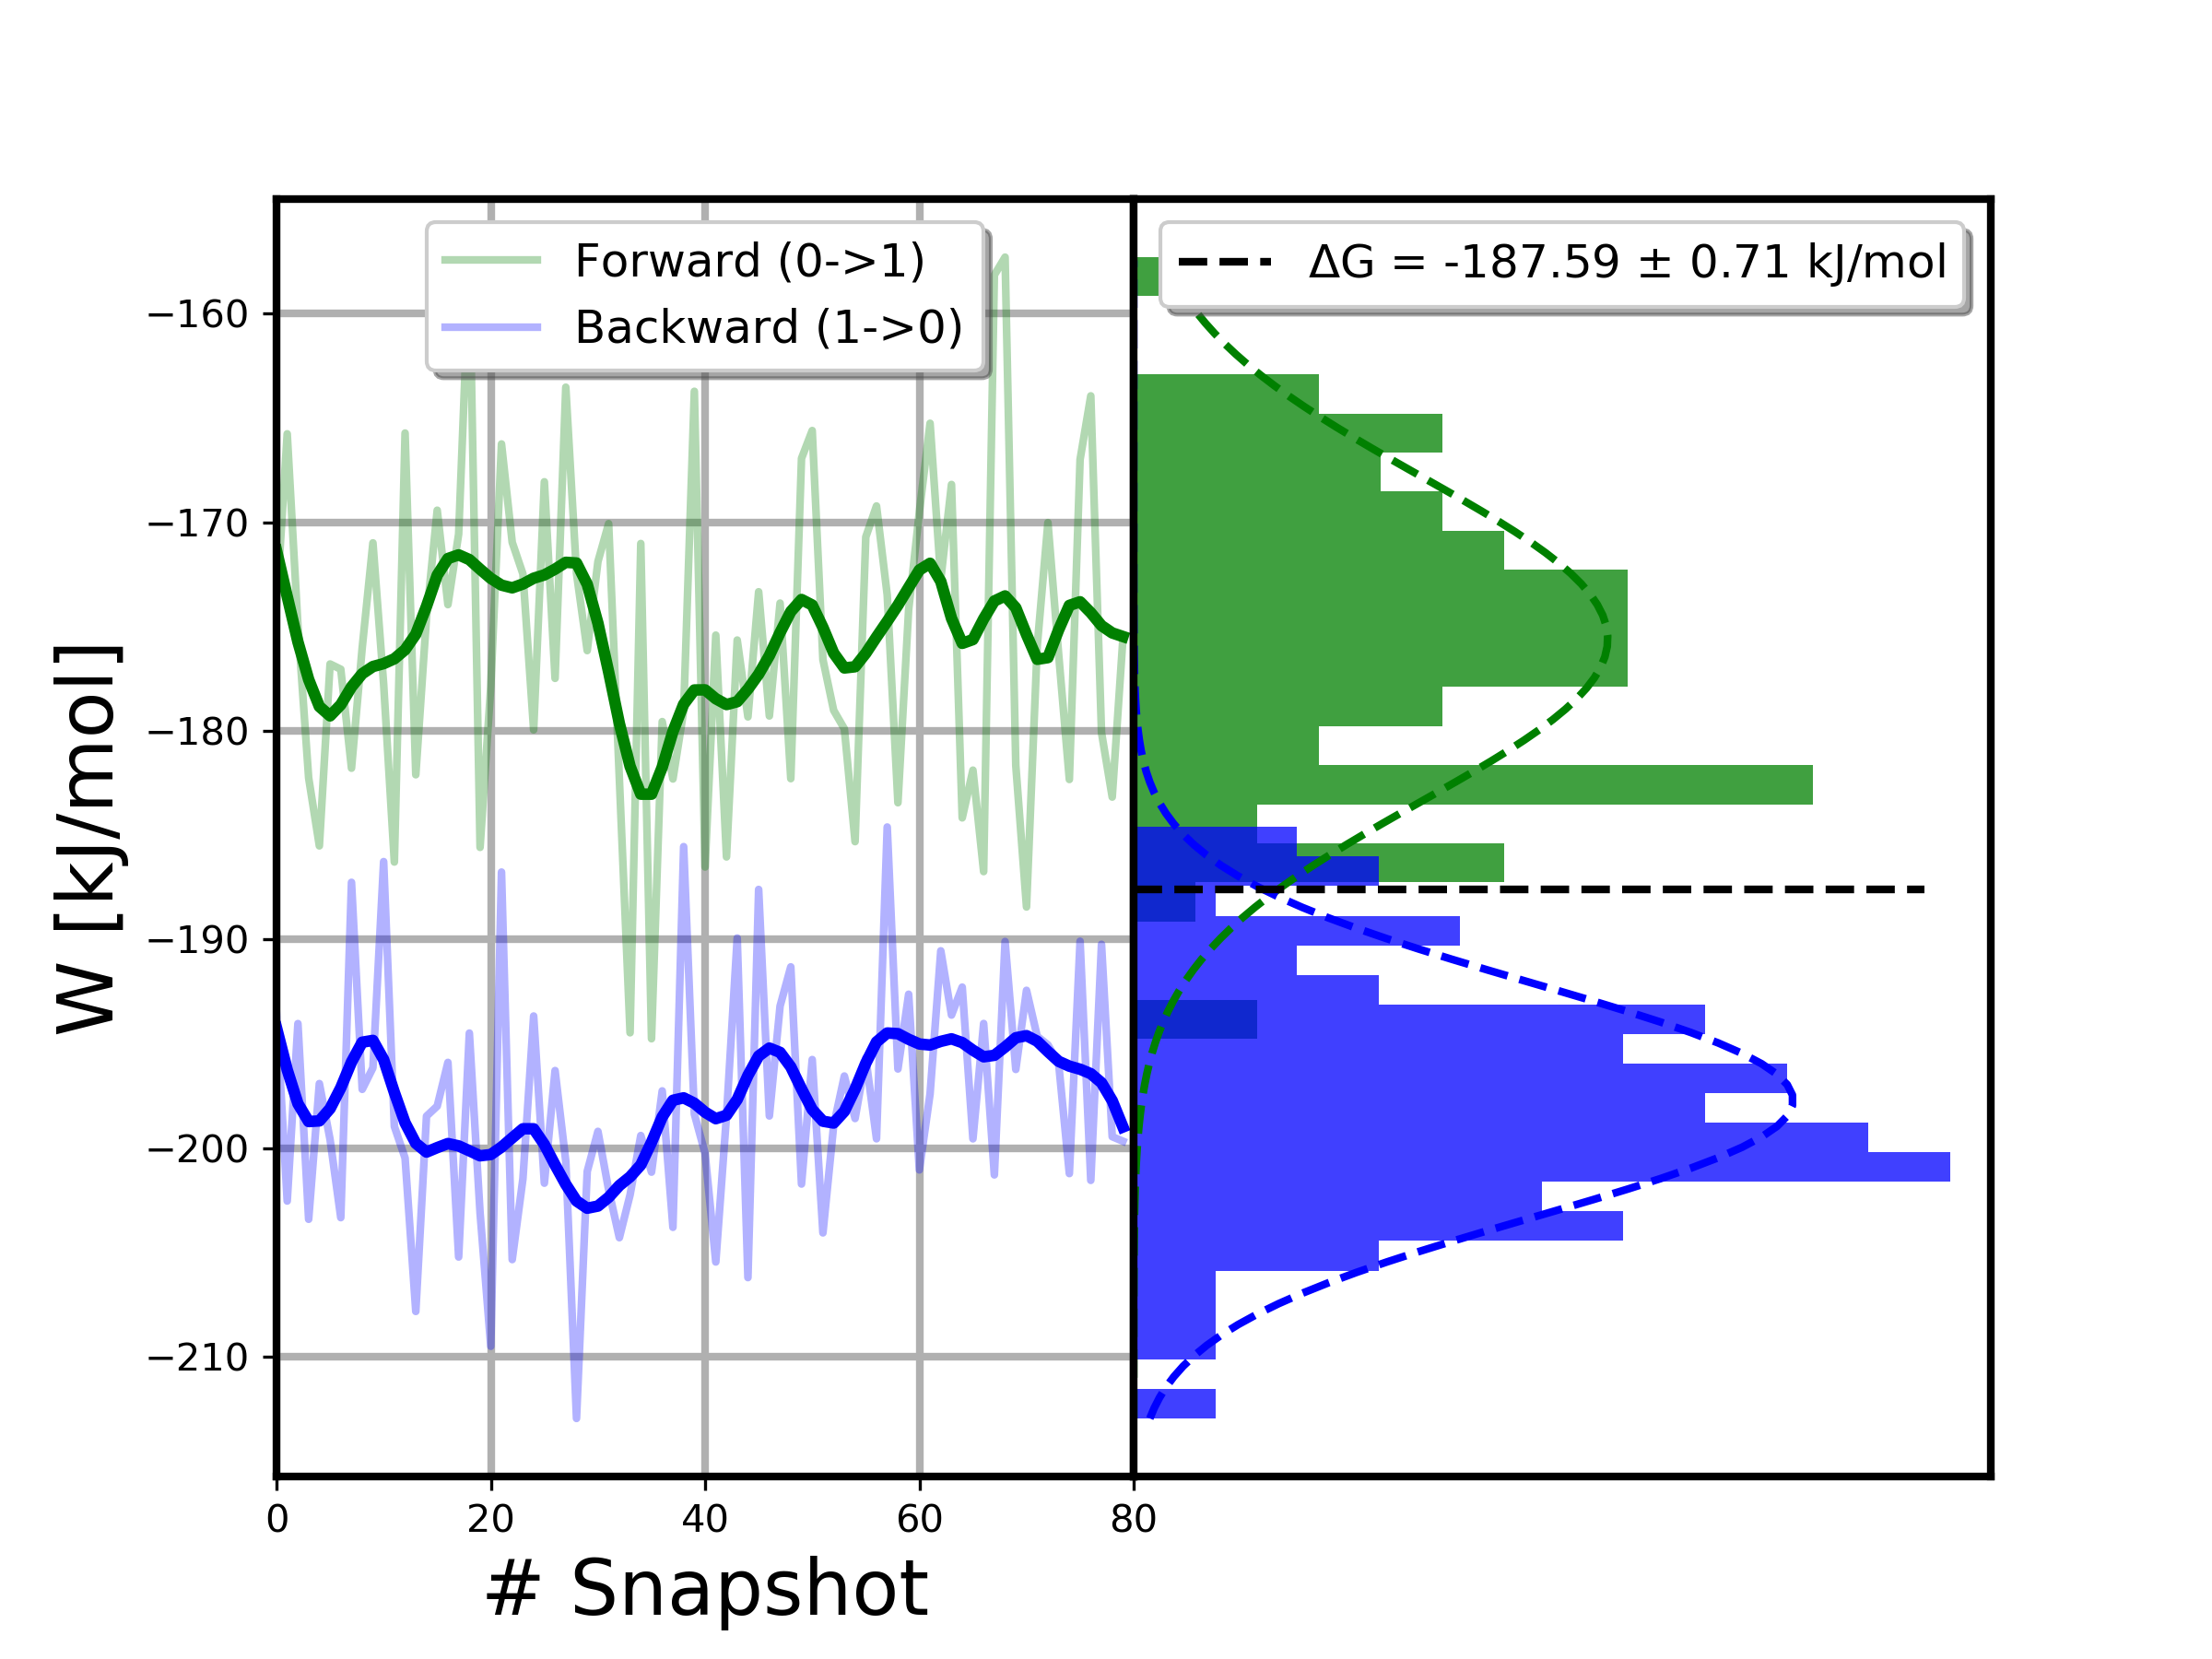 Forward (0->1)
Backward (1->0)
ΔG = -187.59 ± 0.71 kJ/mol
W [kJ/mol]
−160
−170
−180
−190
−200
−210
0 20 40 60 80
# Snapshot